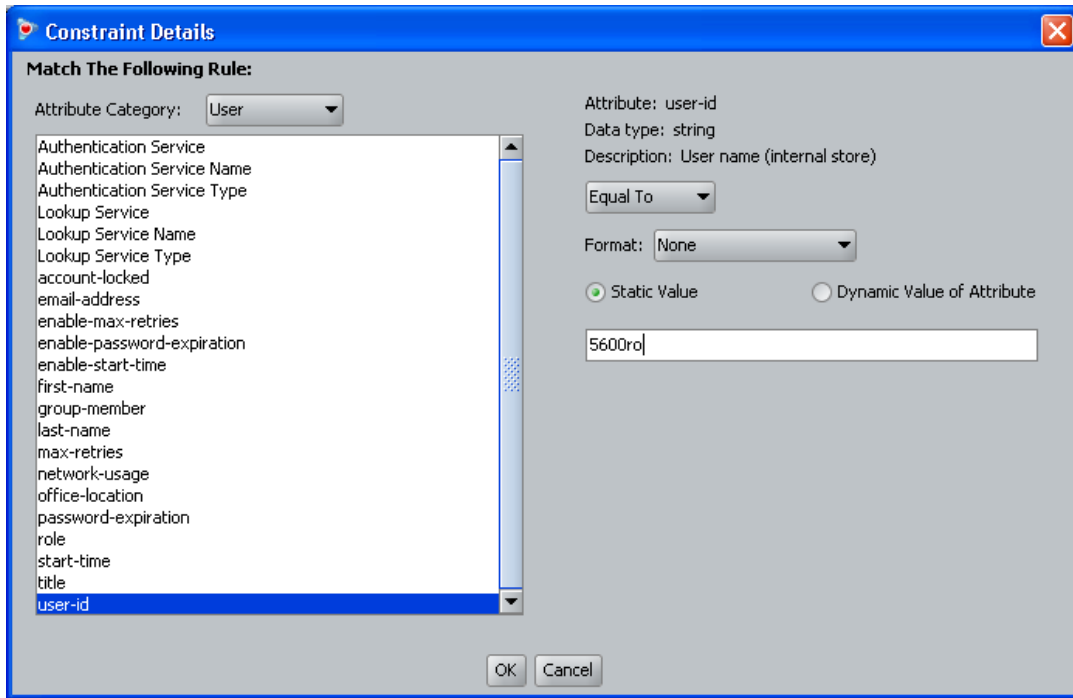 Constraint Details
Match The Following Rule:
Attribute Category: User
Authentication Service
Authentication Service Name
Authentication Service Type
Lookup Service
Lookup Service Name
Lookup Service Type
account-locked
email-address
enable-max-retries
enable-password-expiration
enable-start-time
first-name
group-member
last-name
max-retries
network-usage
office-location
password-expiration
role
start-time
title
user-id
Attribute: user-id
Data type: string
Description: User name (internal store)
Equal To
Format: None
Static Value Dynamic Value of Attribute
5600ro
OK Cancel